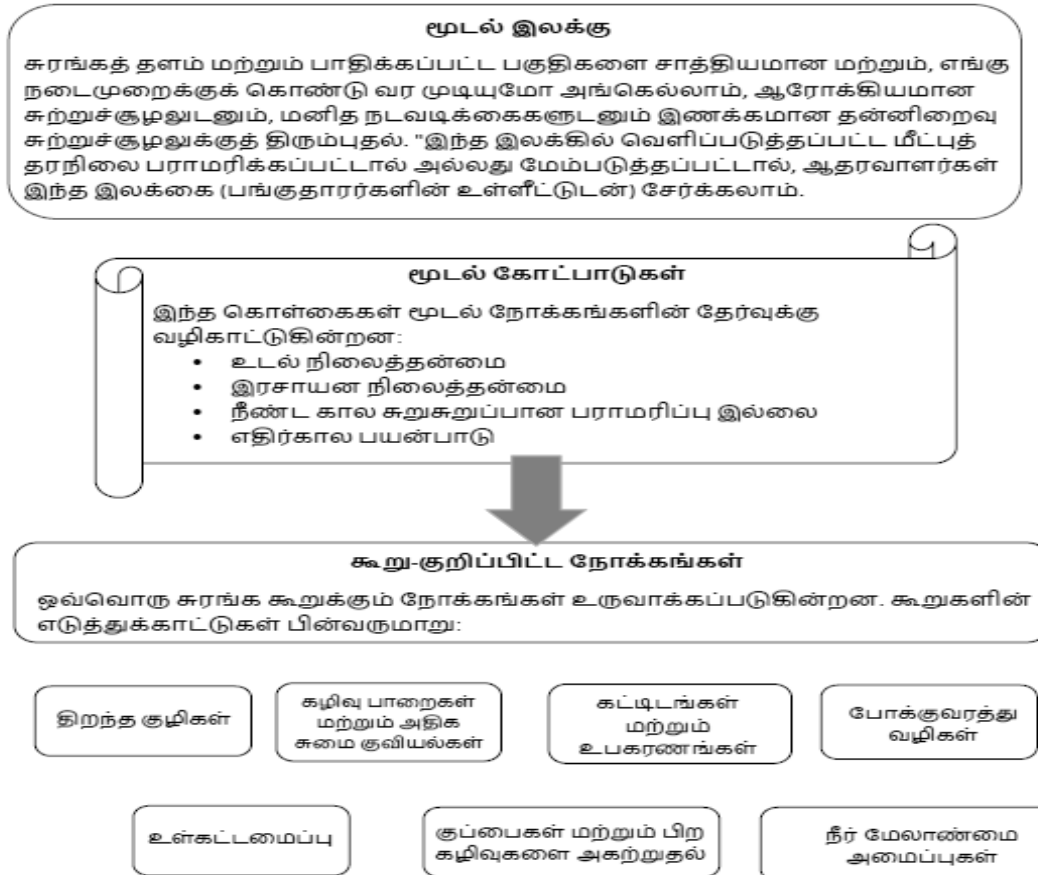 மூடல் இலக்கு
சுரங்கத் தளம் மற்றும் பாதிக்கப்பட்ட பகுதிகளை சாத்தியமான மற்றும், எங்கு
நடைமுறைக்குக் கொண்டு வர முடியுமோ அங்கெல்லாம், ஆரோக்கியமான
சுற்றுச்சூழலுடனும், மனித நடவடிக்கைகளுடனும் இணக்கமான தன்னிறைவு
சுற்றுச்சூழலுக்குத் திரும்புதல். "இந்த இலக்கில் வெளிப்படுத்தப்பட்ட மீட்புத்
தரநிலை பராமரிக்கப்பட்டால் அல்லது மேம்படுத்தப்பட்டால், ஆதரவாளர்கள்
இந்த இலக்கை (பங்குதாரர்களின் உள்ளீட்டுடன்) சேர்க்கலாம்.
மூடல் கோட்பாடுகள்
இந்த கொள்கைகள் மூடல் நோக்கங்களின் தேர்வுக்கு
வழிகாட்டுகின்றன:
• உடல் நிலைத்தன்மை
• இரசாயன நிலைத்தன்மை
• நீண்ட கால சுறுசுறுப்பான பராமரிப்பு இல்லை
• எதிர்கால பயன்பாடு
கூறு-குறிப்பிட்ட நோக்கங்கள்
ஒவ்வொரு சுரங்க கூறுக்கும் நோக்கங்கள் உருவாக்கப்படுகின்றன. கூறுகளின்
எடுத்துக்காட்டுகள் பின்வருமாறு:
திறந்த குழிகள்
கழிவு பாறைகள்
மற்றும் அதிக
சுமை குவியல்கள்
கட்டிடங்கள்
மற்றும்
உபகரணங்கள்
போக்குவரத்து
வழிகள்
உள்கட்டமைப்பு
குப்பைகள் மற்றும் பிற
கழிவுகளை அகற்றுதல்
நீர் மேலாண்மை
அமைப்புகள்